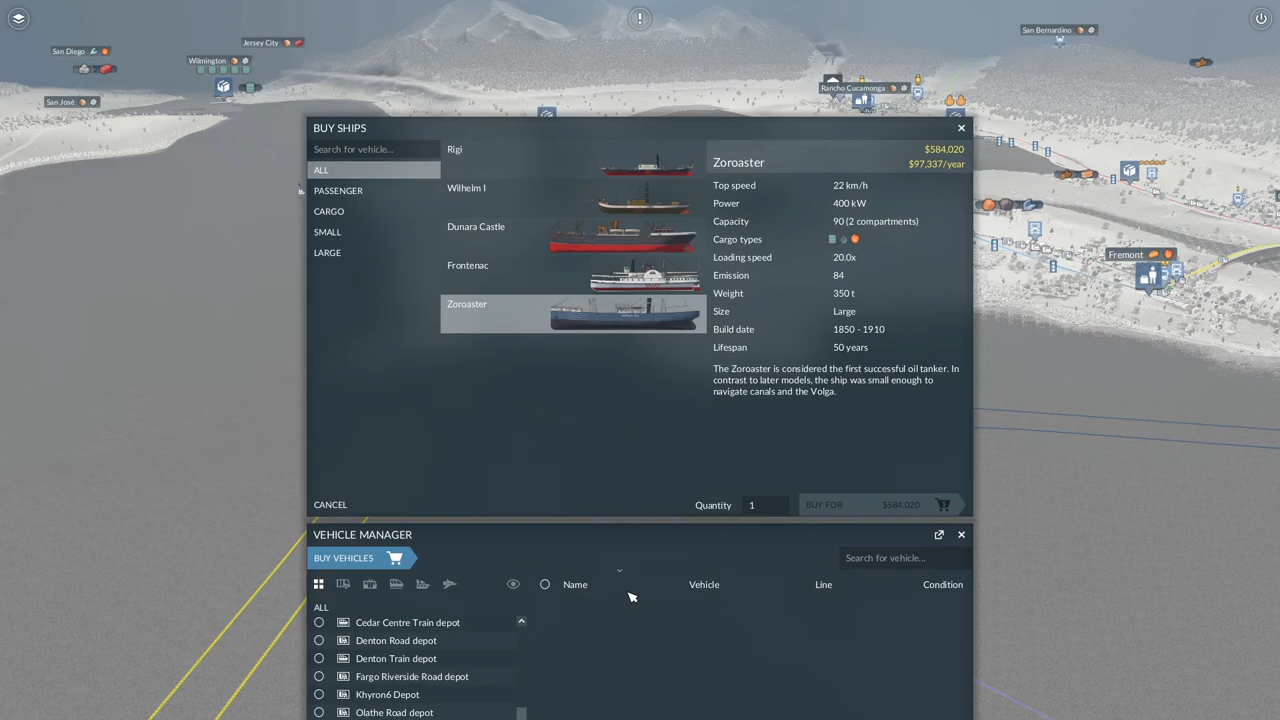 San Bernardino
Jersey City
San Diego
Wilmington
Rancho Cucamonga
San José
Fremont
BUY SHIPS
Search for vehicle...
ALL
PASSENGER
CARGO
SMALL
LARGE
Rigi
Wilhelm I
Dunara Castle
Frontenac
Zoroaster
Zoroaster
$584,020
$97,337/year
Top speed 22 km/h
Power 400 kW
Capacity 90 (2 compartments)
Cargo types
Loading speed 20.0x
Emission 84
Weight 350 t
Size Large
Build date 1850 - 1910
Lifespan 50 years
The Zoroaster is considered the first successful oil tanker. In
contrast to later models, the ship was small enough to
navigate canals and the Volga.
CANCEL
Quantity 1
BUY FOR $584,020
VEHICLE MANAGER
BUY VEHICLES
Search for vehicle...
Name Vehicle Line Condition
ALL
Cedar Centre Train depot
Denton Road depot
Denton Train depot
Fargo Riverside Road depot
Khyron6 Depot
Olathe Road depot